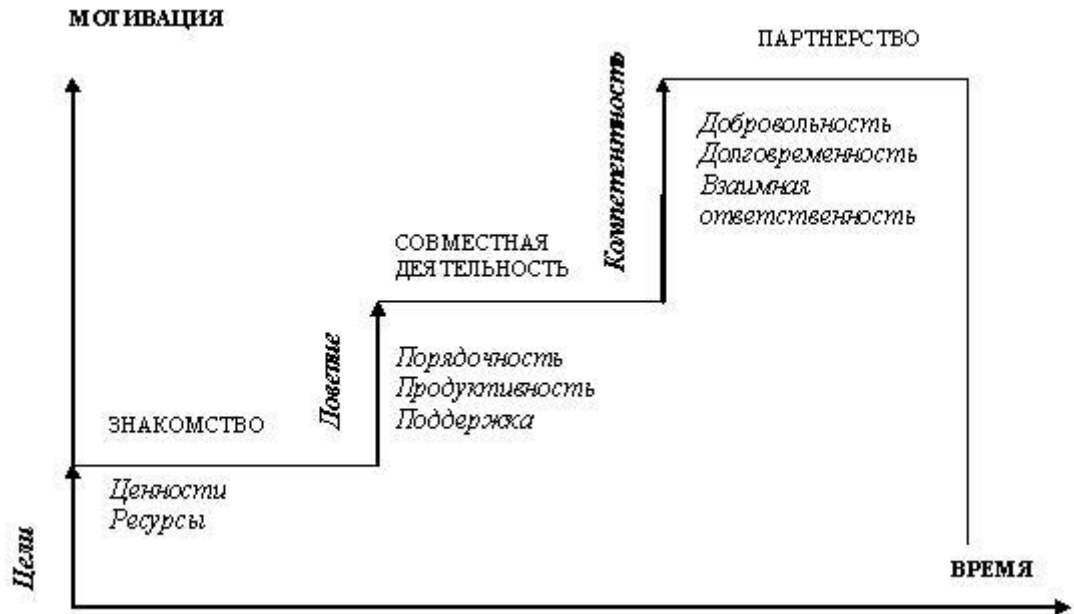 МОТИВАЦИЯ
ПАРТНЕРСТВО
Компетентность
Добровольность
Долговременность
Взаимная
ответственность
СОВМЕСТНАЯ
ДЕЯТЕЛЬНОСТЬ
Доверие
Порядочность
Продуктивность
Поддержка
ЗНАКОМСТВО
Ценности
Ресурсы
Цели
ВРЕМЯ